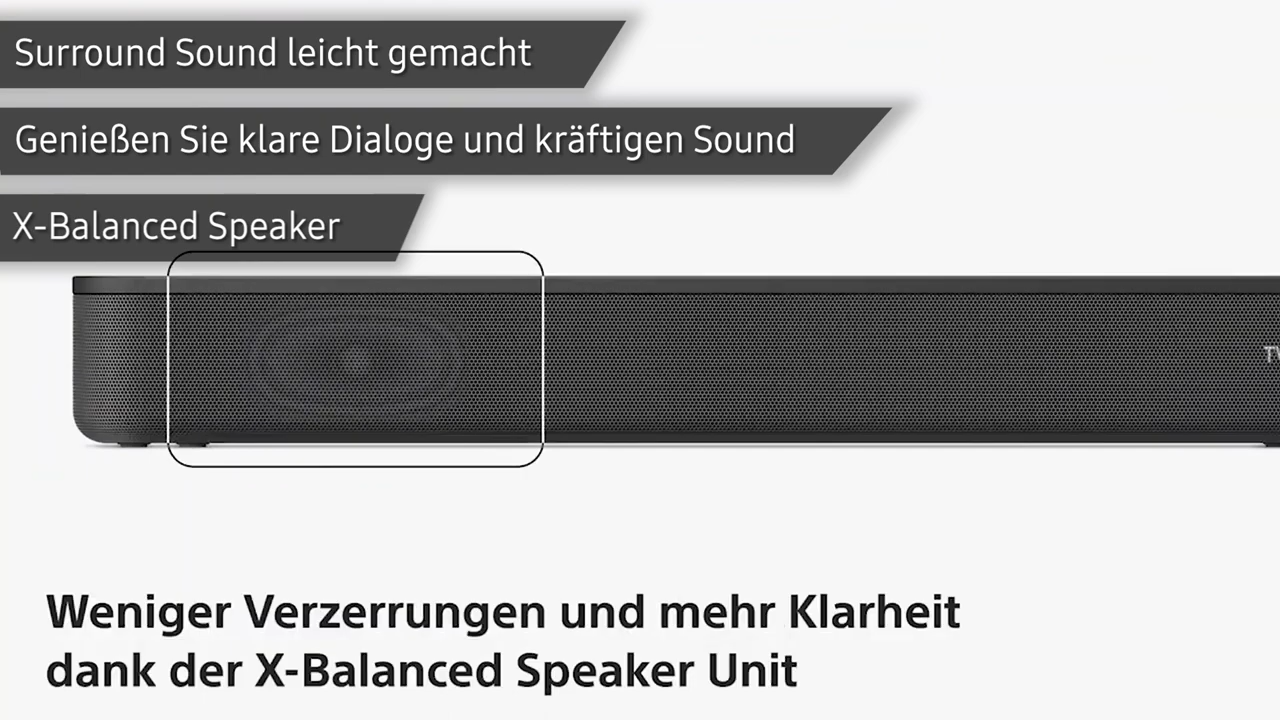 Surround Sound leicht gemacht
Genießen Sie klare Dialoge und kräftigen Sound
X-Balanced Speaker
Weniger Verzerrungen und mehr Klarheit
dank der X-Balanced Speaker Unit